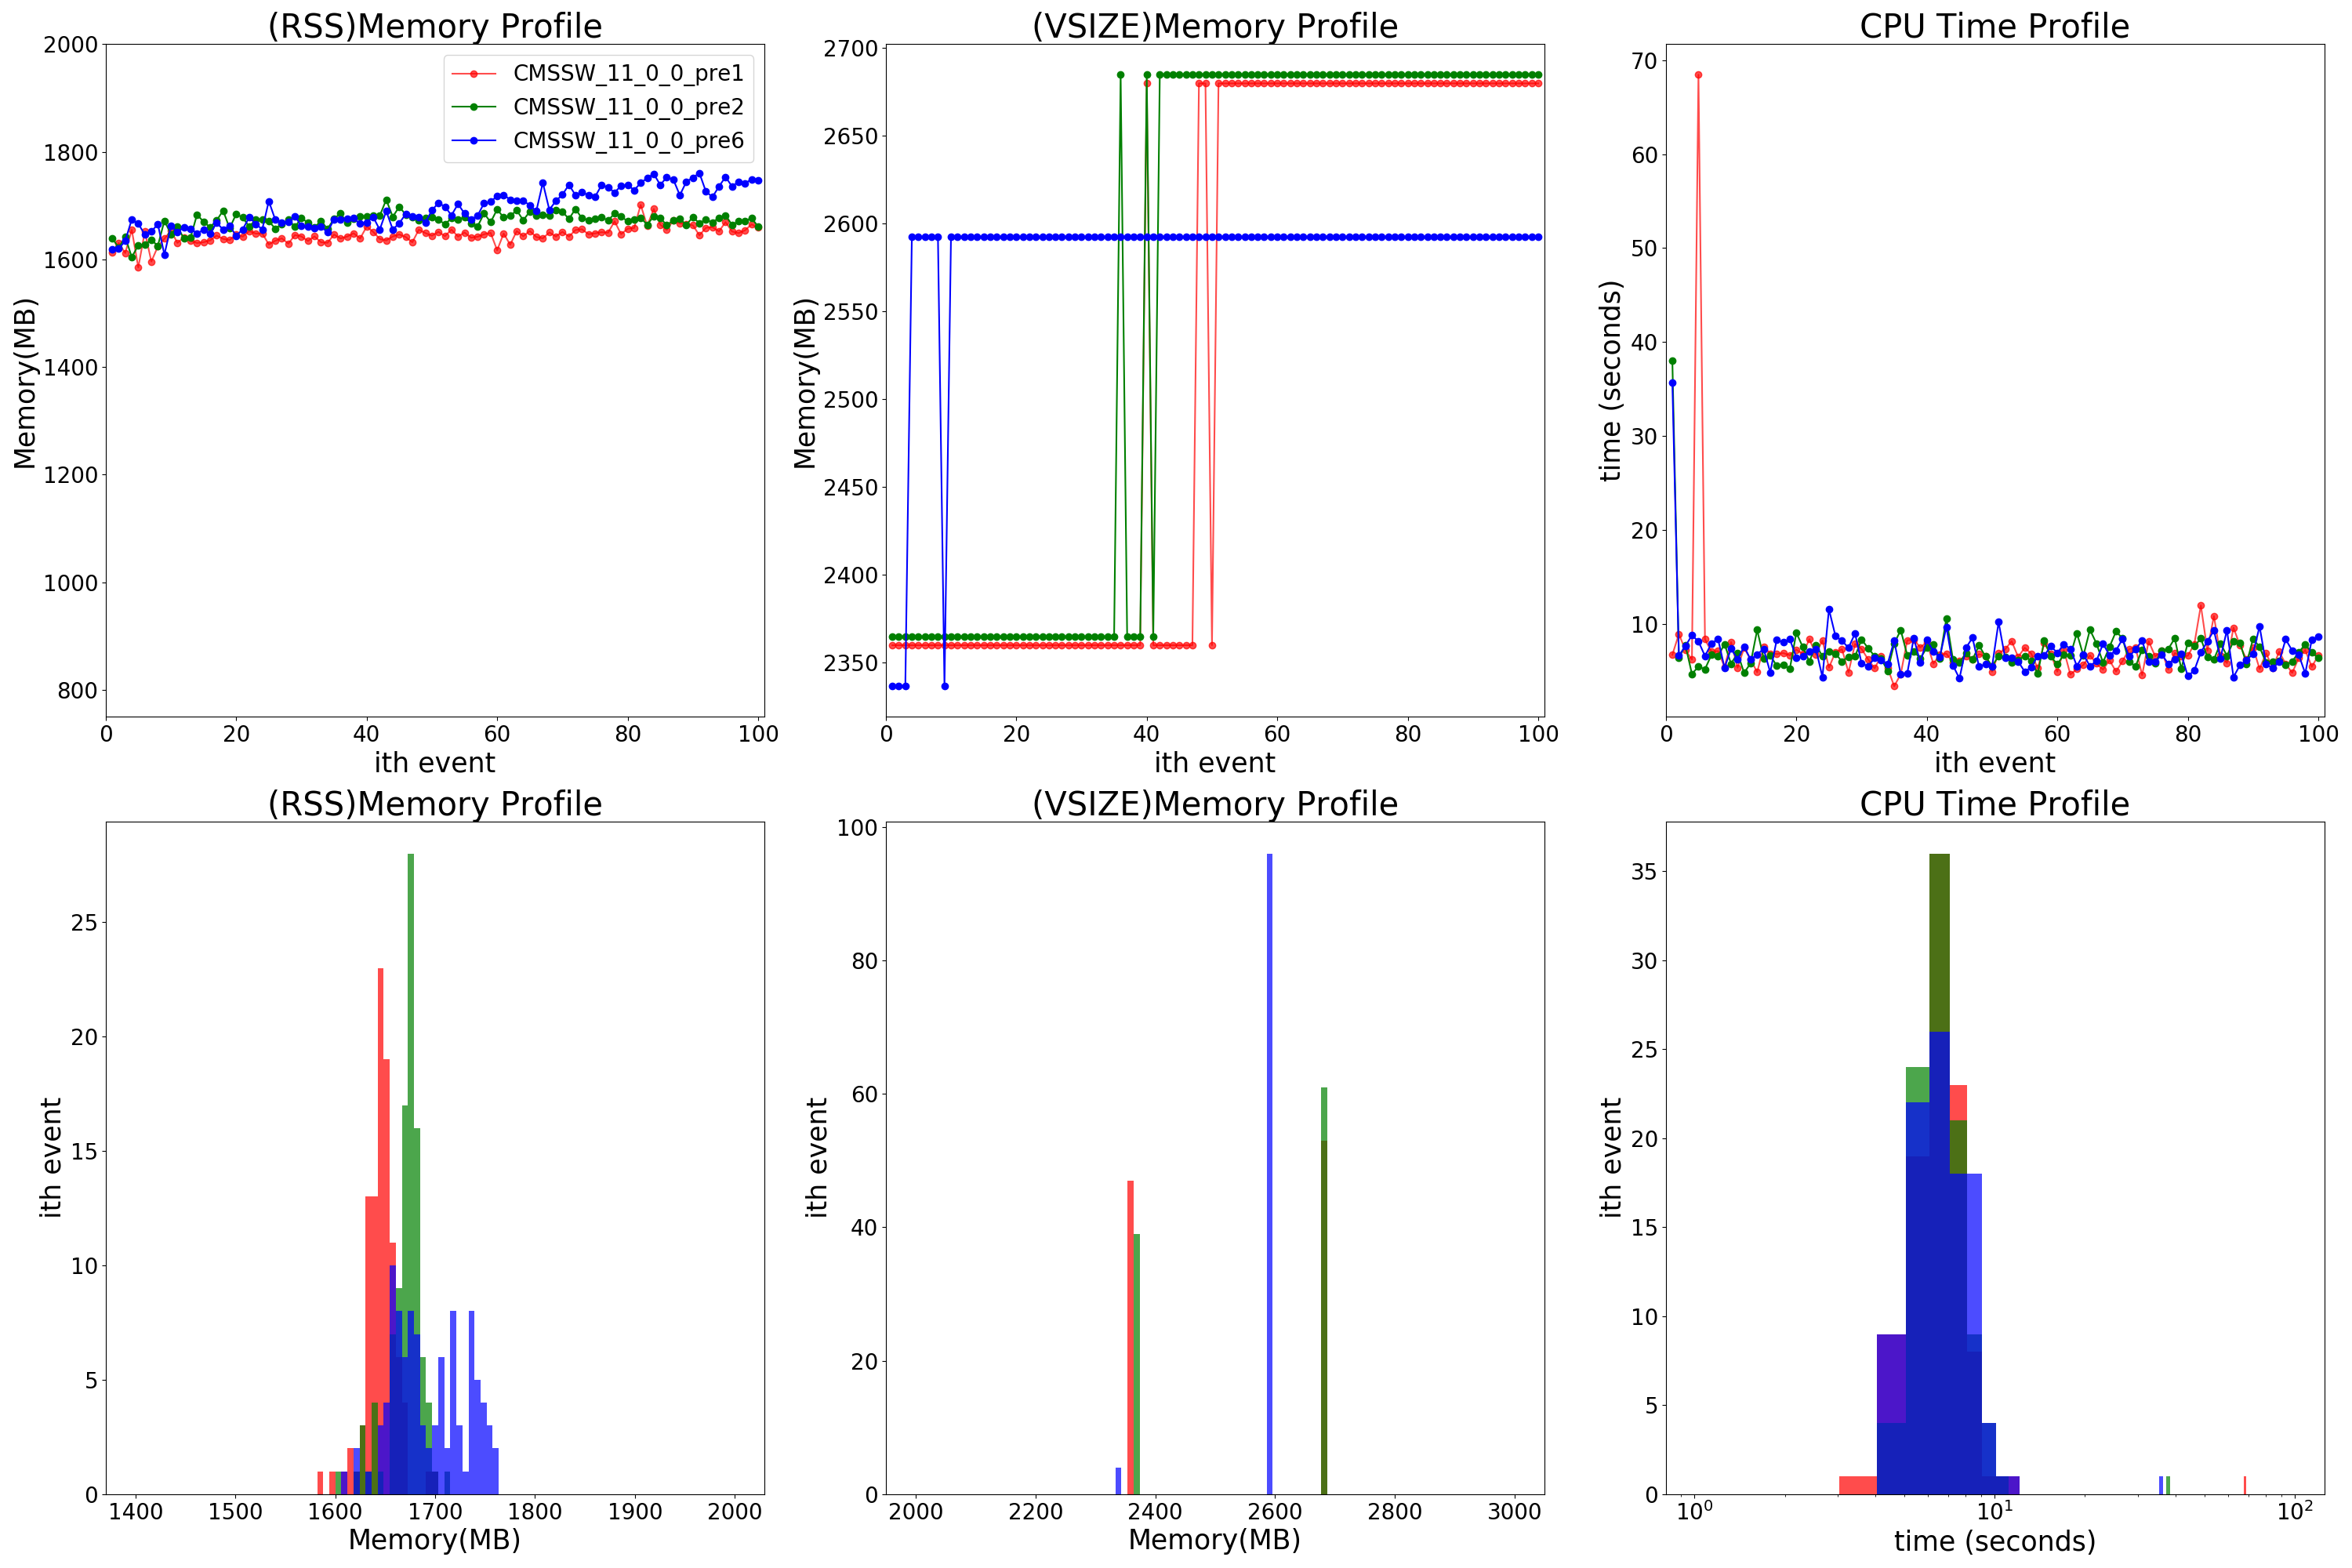 (RSS)Memory Profile
2000
1800
1600
1400
1200
1000
800
Memory(MB)
0 20 40 60 80 100
ith event
CMSSW_11_0_0_pre1
CMSSW_11_0_0_pre2
CMSSW_11_0_0_pre6
(VSIZE)Memory Profile
2700
2650
2600
2550
2500
2450
2400
2350
Memory(MB)
0 20 40 60 80 100
ith event
CPU Time Profile
70
60
50
40
30
20
10
time (seconds)
0 20 40 60 80 100
ith event
(RSS)Memory Profile
25
20
15
10
5
0
ith event
1400 1500 1600 1700 1800 1900 2000
Memory(MB)
(VSIZE)Memory Profile
100
80
60
40
20
0
ith event
2000 2200 2400 2600 2800 3000
Memory(MB)
CPU Time Profile
35
30
25
20
15
10
5
0
ith event
10⁰ 10¹ 10²
time (seconds)